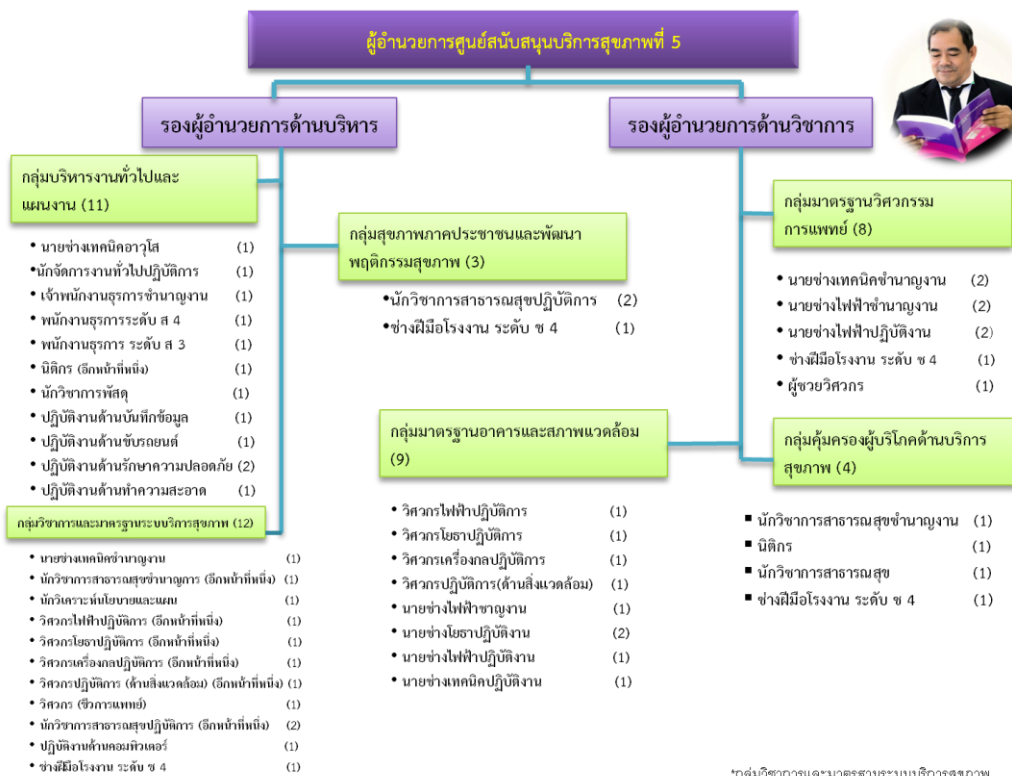 ผู้อำนวยการศูนย์สนับสนุนบริการสุขภาพที่ 5
รองผู้อำนวยการด้านบริหาร
รองผู้อำนวยการด้านวิชาการ
กลุ่มบริหารงานทั่วไปและ
แผนงาน (11)
• นายช่างเทคนิคอาวุโส (1)
•นักจัดการงานทั่วไปปฏิบัติการ (1)
• เจ้าพนักงานธุรการชำนาญงาน (1)
• พนักงานธุรการระดับ ส 4 (1)
• พนักงานธุรการ ระดับ ส 3 (1)
• นิติกร (อีกหน้าที่หนึ่ง) (1)
• นักวิชาการพัสดุ (1)
• ปฏิบัติงานด้านบันทึกข้อมูล (1)
• ปฏิบัติงานด้านขับรถยนต์ (1)
• ปฏิบัติงานด้านรักษาความปลอดภัย (2)
• ปฏิบัติงานด้านทำความสะอาด (1)
กลุ่มวิชาการและมาตรฐานระบบบริการสุขภาพ (12)
• นายช่างเทคนิคชำนาญงาน (1)
• นักวิชาการสาธารณสุขชำนาญการ (อีกหน้าที่หนึ่ง) (1)
• นักวิเคราะห์นโยบายและแผน (1)
• วิศวกรไฟฟ้าปฏิบัติการ (อีกหน้าที่หนึ่ง) (1)
• วิศวกรโยธาปฏิบัติการ (อีกหน้าที่หนึ่ง) (1)
• วิศวกรเครื่องกลปฏิบัติการ (อีกหน้าที่หนึ่ง) (1)
• วิศวกรปฏิบัติการ (ด้านสิ่งแวดล้อม) (อีกหน้าที่หนึ่ง) (1)
• วิศวกร (ชีวการแพทย์) (1)
• นักวิชาการสาธารณสุขปฏิบัติการ (อีกหน้าที่หนึ่ง) (2)
• ปฏิบัติงานด้านคอมพิวเตอร์ (1)
• ช่างฝีมือโรงงาน ระดับ ช 4 (1)
กลุ่มสุขภาพภาคประชาชนและพัฒนา
พฤติกรรมสุขภาพ (3)
•นักวิชาการสาธารณสุขปฏิบัติการ (2)
•ช่างฝีมือโรงงาน ระดับ ช 4 (1)
กลุ่มมาตรฐานวิศวกรรม
การแพทย์ (8)
• นายช่างเทคนิคชำนาญงาน (2)
• นายช่างไฟฟ้าชำนาญงาน (2)
• นายช่างไฟฟ้าปฏิบัติงาน (2)
• ช่างฝีมือโรงงาน ระดับ ช 4 (1)
• ผู้ชวยวิศวกร (1)
กลุ่มมาตรฐานอาคารและสภาพแวดล้อม
(9)
• วิศวกรไฟฟ้าปฏิบัติการ (1)
• วิศวกรโยธาปฏิบัติการ (1)
• วิศวกรเครื่องกลปฏิบัติการ (1)
• วิศวกรปฏิบัติการ(ด้านสิ่งแวดล้อม) (1)
• นายช่างไฟฟ้าชาญงาน (1)
• นายช่างโยธาปฏิบัติงาน (2)
• นายช่างไฟฟ้าปฏิบัติงาน (1)
• นายช่างเทคนิคปฏิบัติงาน (1)
กลุ่มคุ้มครองผู้บริโภคด้านบริการ
สุขภาพ (4)
▪ นักวิชาการสาธารณสุขชำนาญงาน (1)
▪ นิติกร (1)
▪ นักวิชาการสาธารณสุข (1)
▪ ช่างฝีมือโรงงาน ระดับ ช 4 (1)
*กลุ่มวิชาการและมาตรฐานระบบบริการสุขภาพ